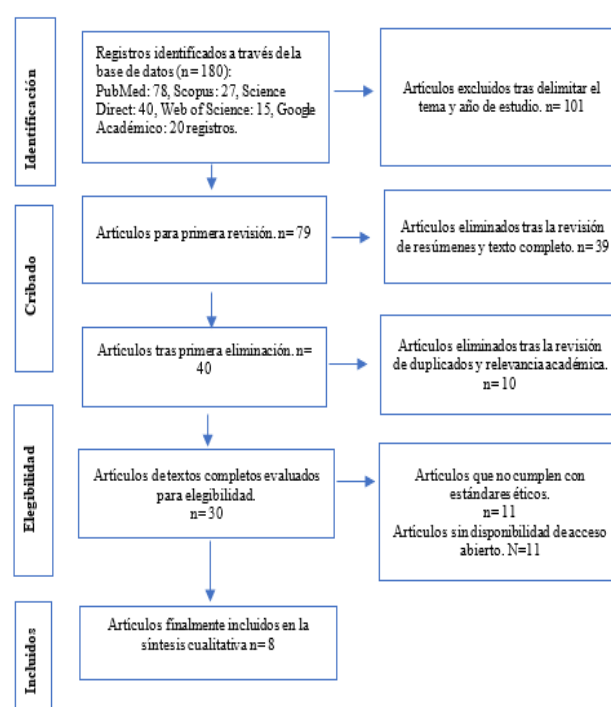 Identificación
Registros identificados a través de la
base de datos (n= 180):
PubMed: 78, Scopus: 27, Science
Direct: 40, Web of Science: 15, Google
Académico: 20 registros.
Artículos excluidos tras delimitar el
tema y año de estudio. n= 101
Cribado
Artículos para primera revisión. n= 79
Artículos eliminados tras la revisión
de resúmenes y texto completo. n= 39
Artículos tras primera eliminación. n=
40
Artículos eliminados tras la revisión
de duplicados y relevancia académica.
n= 10
Elegibilidad
Artículos de textos completos evaluados
para elegibilidad.
n= 30
Artículos que no cumplen con
estándares éticos.
n= 11
Artículos sin disponibilidad de acceso
abierto. N=11
Incluidos
Artículos finalmente incluidos en la
síntesis cualitativa n= 8